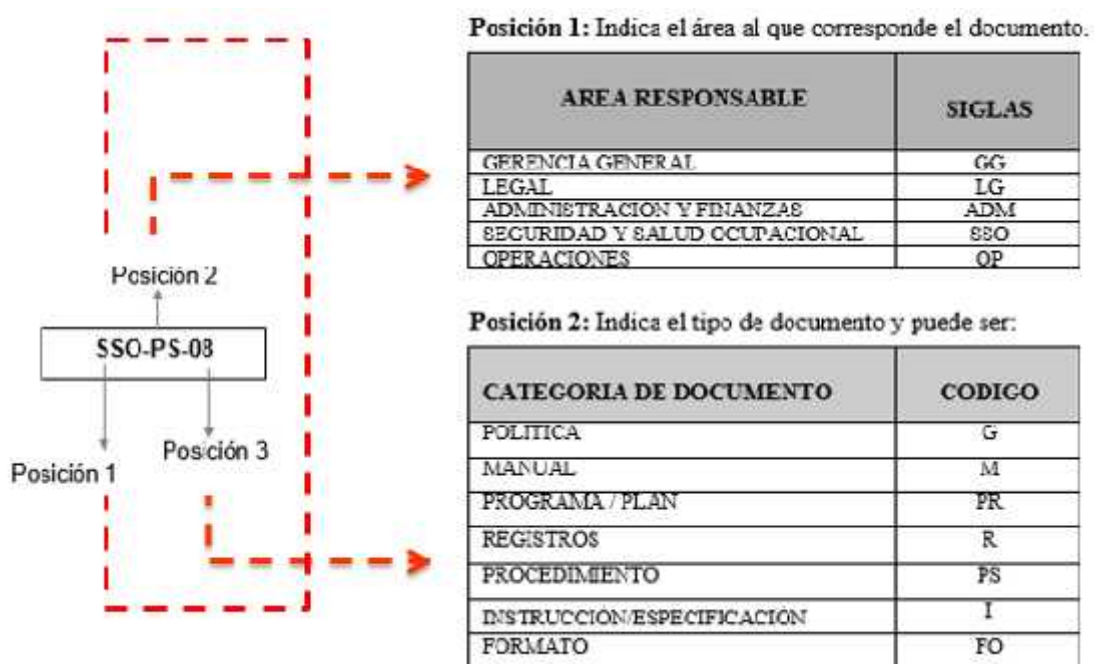 Posición 1: Indica el área al que corresponde el documento.
AREA RESPONSABLE SIGLAS
GERENCIA GENERAL GG
LEGAL LG
ADMINISTRACION Y FINANZAS ADM
SEGURIDAD Y SALUD OCUPACIONAL SSO
OPERACIONES OP
Posición 2
SSO-PS-08
Posición 3
Posición 1
Posición 2: Indica el tipo de documento y puede ser:
CATEGORIA DE DOCUMENTO CODIGO
POLITICA G
MANUAL M
PROGRAMA / PLAN PR
REGISTROS R
PROCEDIMIENTO PS
INSTRUCCIÓN/ESPECIFICACIÓN I
FORMATO FO